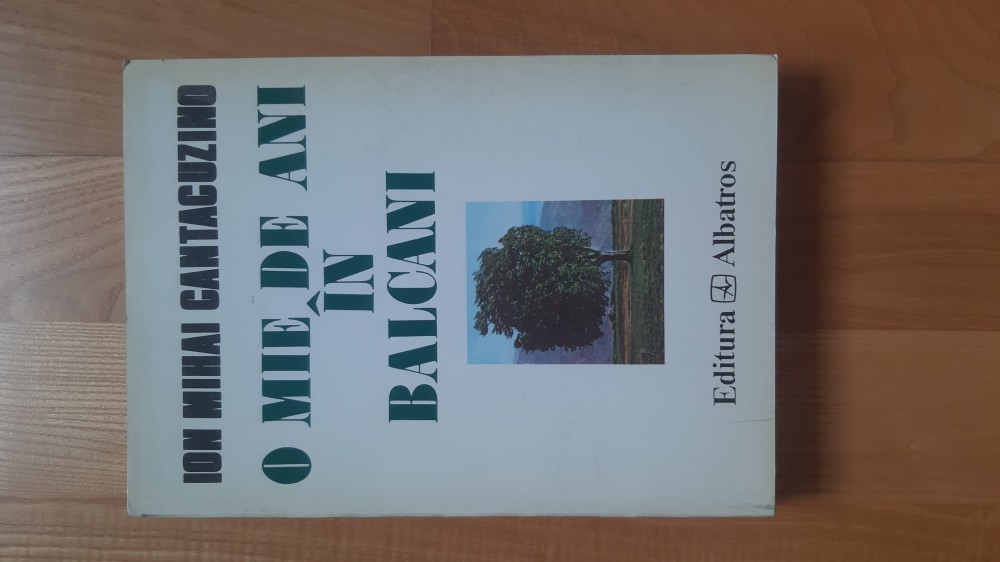 ION MIHAI CANTACUZINO
O MIE DE ANI
ÎN
BALCANI
Editura Albatros